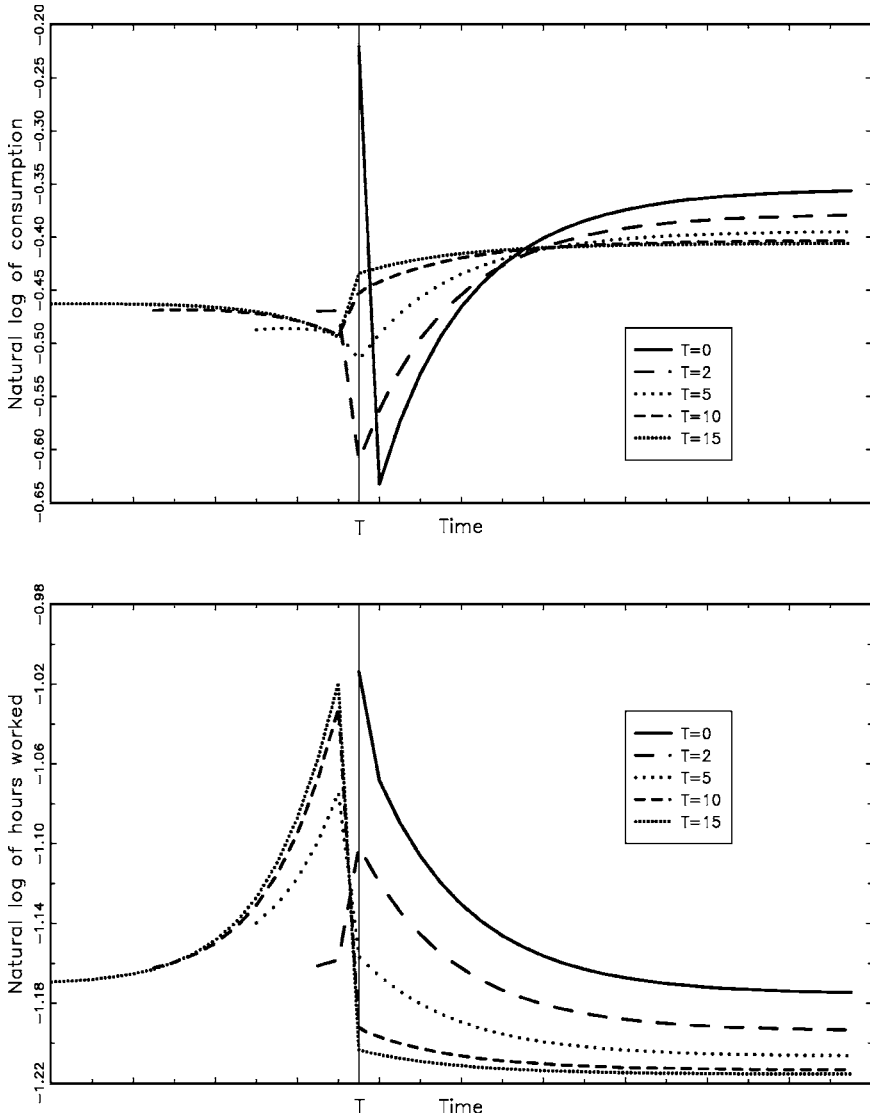 Natural log of consumption
−0.20
−0.25
−0.30
−0.35
−0.40
−0.45
−0.50
−0.55
−0.60
−0.65
T=0
T=2
T=5
T=10
T=15
T Time
Natural log of hours worked
−0.98
−1.02
−1.06
−1.10
−1.14
−1.18
−1.22
T=0
T=2
T=5
T=10
T=15
T Time